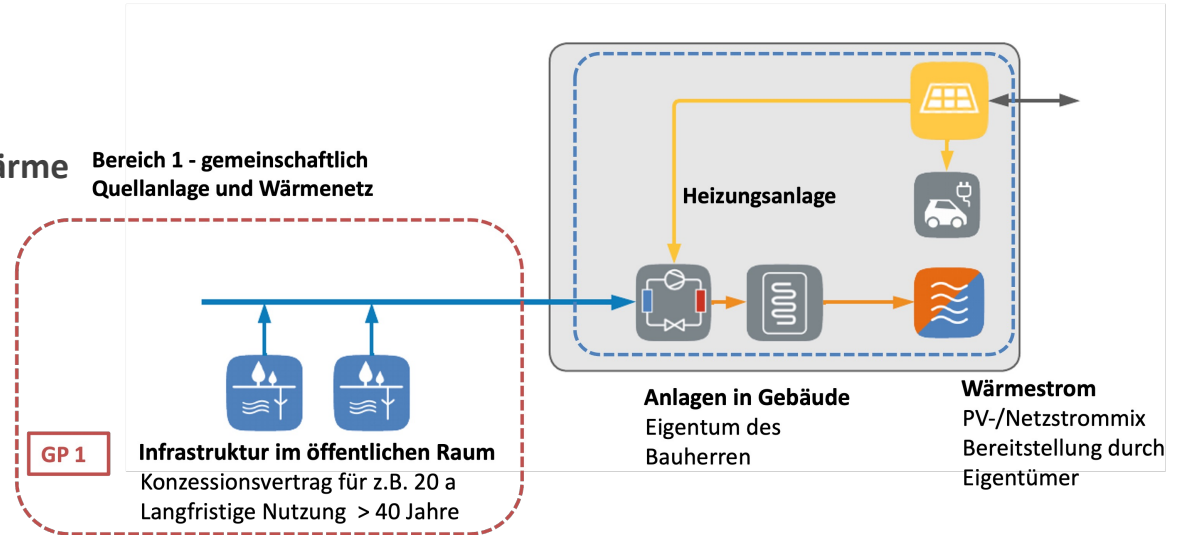 ärme
Bereich 1 - gemeinschaftlich
Quellanlage und Wärmenetz
Heizungsanlage
GP 1
Infrastruktur im öffentlichen Raum
Konzessionsvertrag für z.B. 20 a
Langfristige Nutzung > 40 Jahre
Anlagen in Gebäude
Eigentum des
Bauherren
Wärmestrom
PV-/Netzstrommix
Bereitstellung durch
Eigentümer